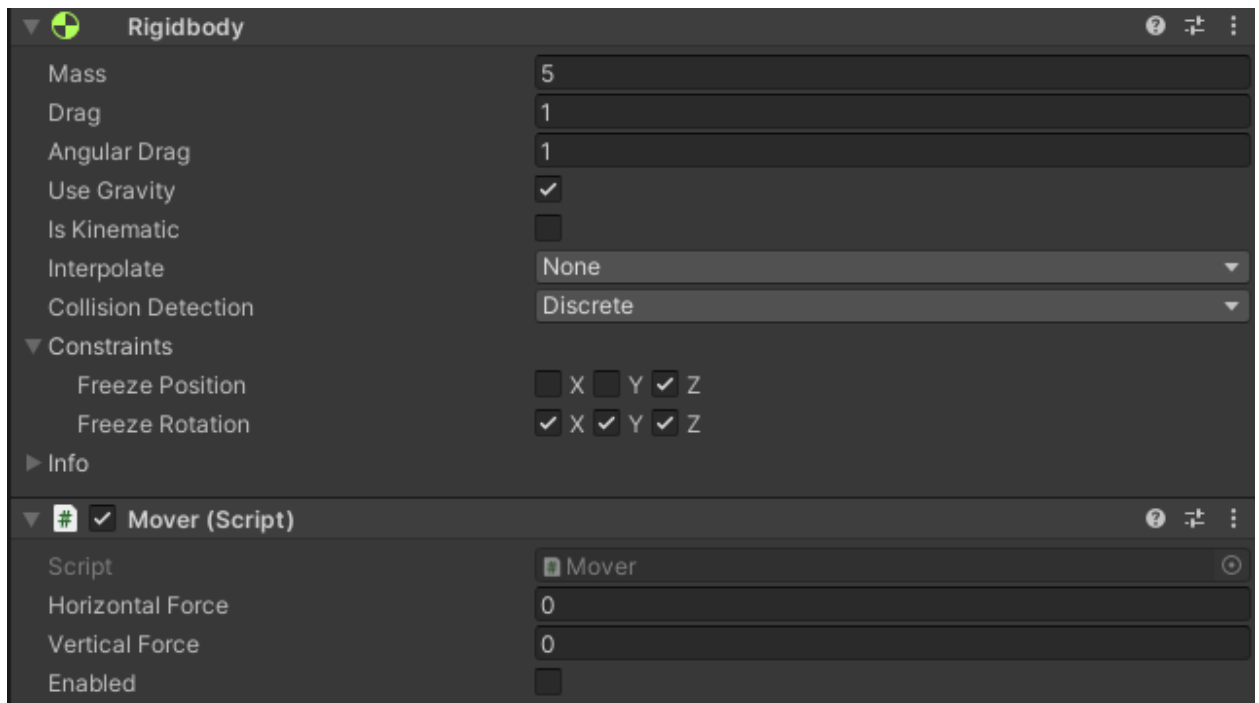 Rigidbody
Mass 5
Drag 1
Angular Drag 1
Use Gravity
Is Kinematic
Interpolate None
Collision Detection Discrete
Constraints
Freeze Position X Y Z
Freeze Rotation X Y Z
Info
# Mover (Script)
Script # Mover
Horizontal Force 0
Vertical Force 0
Enabled